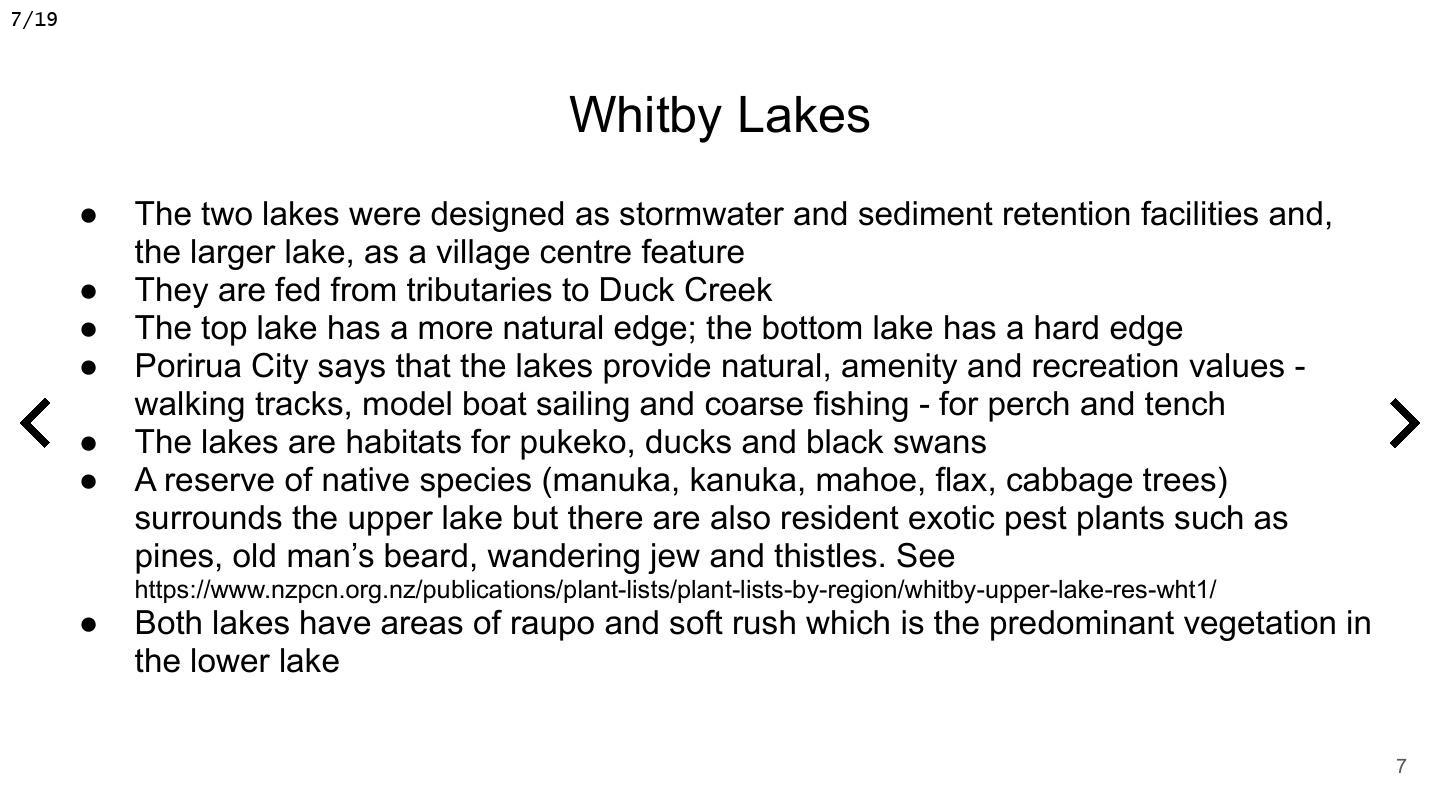 7/19
Whitby Lakes
● The two lakes were designed as stormwater and sediment retention facilities and,
the larger lake, as a village centre feature
● They are fed from tributaries to Duck Creek
● The top lake has a more natural edge; the bottom lake has a hard edge
● Porirua City says that the lakes provide natural, amenity and recreation values -
walking tracks, model boat sailing and coarse fishing - for perch and tench
● The lakes are habitats for pukeko, ducks and black swans
● A reserve of native species (manuka, kanuka, mahoe, flax, cabbage trees)
surrounds the upper lake but there are also resident exotic pest plants such as
pines, old man’s beard, wandering jew and thistles. See
https://www.nzpcn.org.nz/publications/plant-lists/plant-lists-by-region/whitby-upper-lake-res-wht1/
● Both lakes have areas of raupo and soft rush which is the predominant vegetation in
the lower lake
7